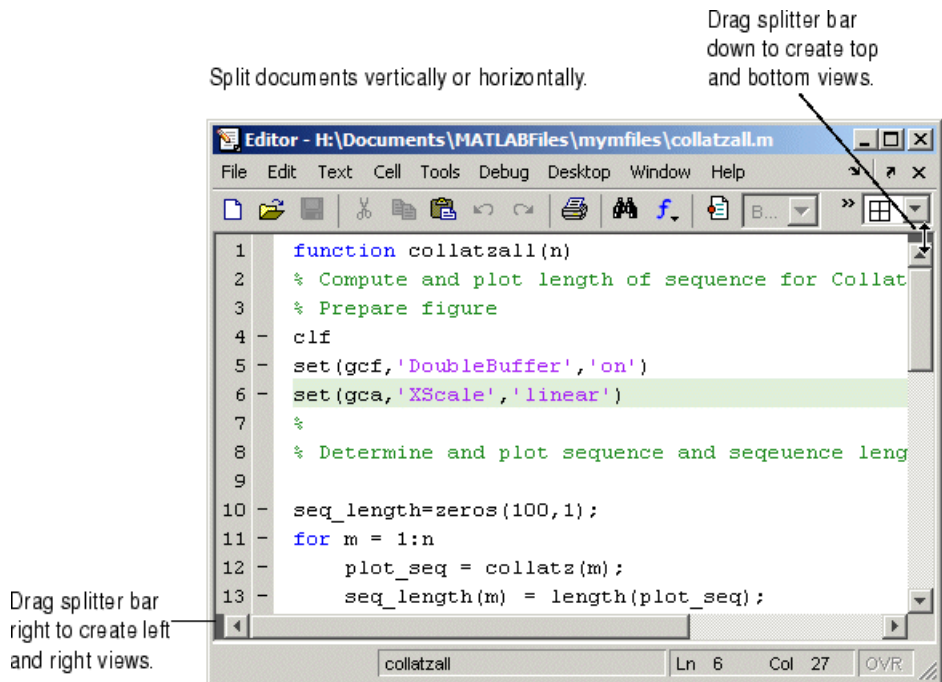 Drag splitter bar
down to create top
and bottom views.
Split documents vertically or horizontally.
Editor - H:\Documents\MATLABFiles\mymfiles\collatzall.m
File Edit Text Cell Tools Debug Desktop Window Help
B... »
1 function collatzall(n)
2 % Compute and plot length of sequence for Collat
3 % Prepare figure
4 - clf
5 - set(gcf,'DoubleBuffer','on')
6 - set(gca,'XScale','linear')
7 %
8 % Determine and plot sequence and seqeuence leng
9
10 - seq_length=zeros(100,1);
11 - for m = 1:n
12 - plot_seq = collatz(m);
13 - seq_length(m) = length(plot_seq);
Drag splitter bar
right to create left
and right views.
collatzall Ln 6 Col 27 OVR